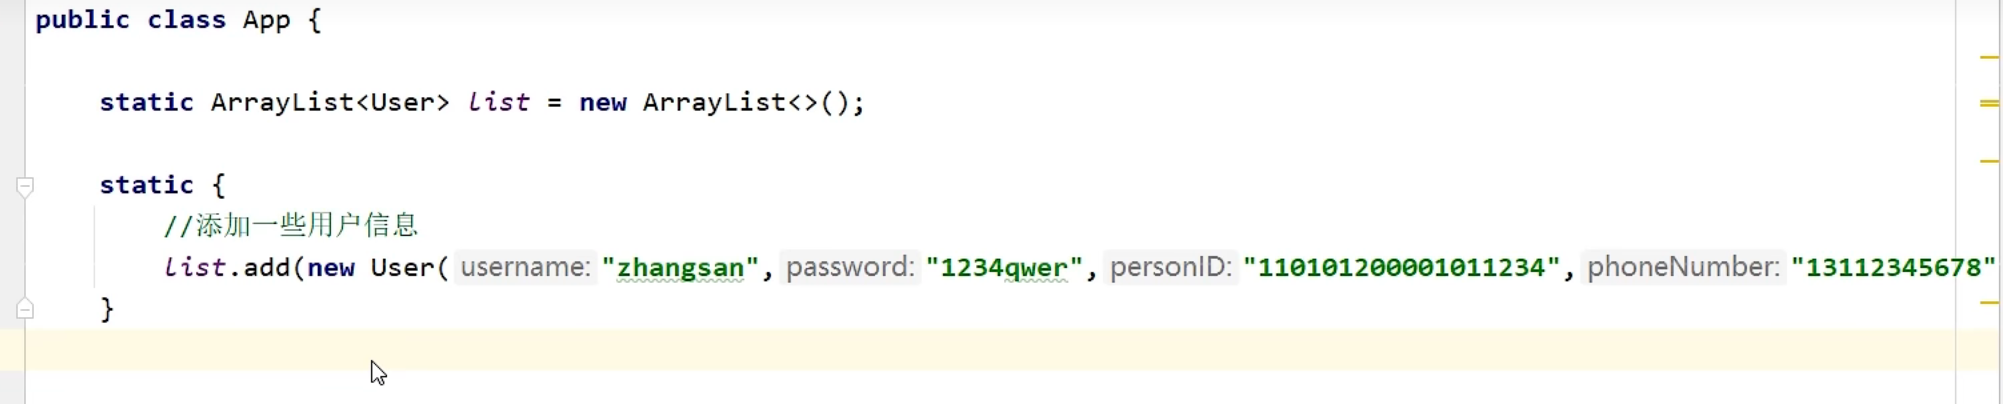 public class App {
static ArrayList<User> list = new ArrayList<>();
static {
//添加一些用户信息
list.add(new User( username: "zhangsan", password: "1234qwer", personID: "110101200001011234", phoneNumber: "13112345678"
}